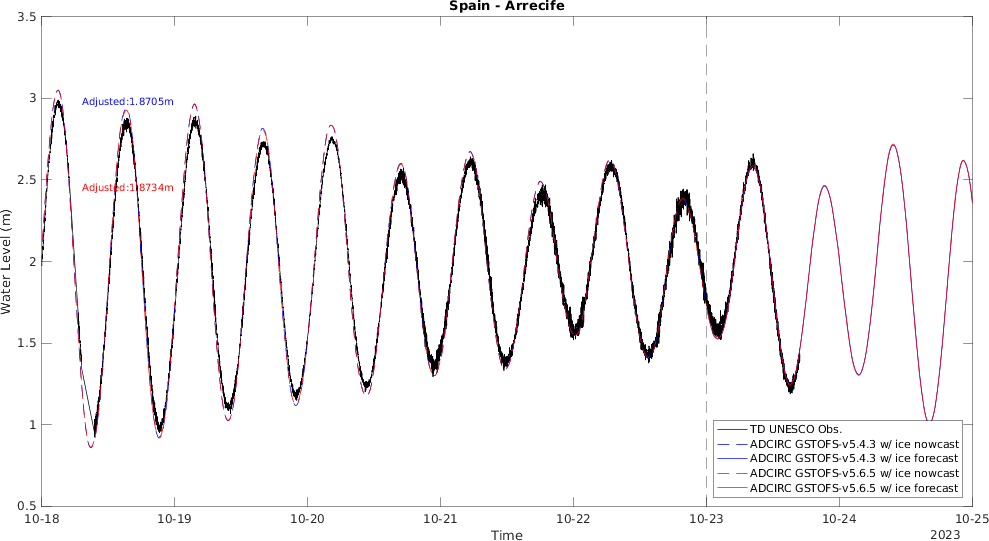 Spain - Arrecife
3.5
3
2.5
2
1.5
1
0.5
Water Level (m)
Adjusted:1.8705m
Adjusted:1.8734m
TD UNESCO Obs.
ADCIRC GSTOFS-v5.4.3 w/ ice nowcast
ADCIRC GSTOFS-v5.4.3 w/ ice forecast
ADCIRC GSTOFS-v5.6.5 w/ ice nowcast
ADCIRC GSTOFS-v5.6.5 w/ ice forecast
10-18 10-19 10-20 10-21 10-22 10-23 10-24 10-25
Time
2023